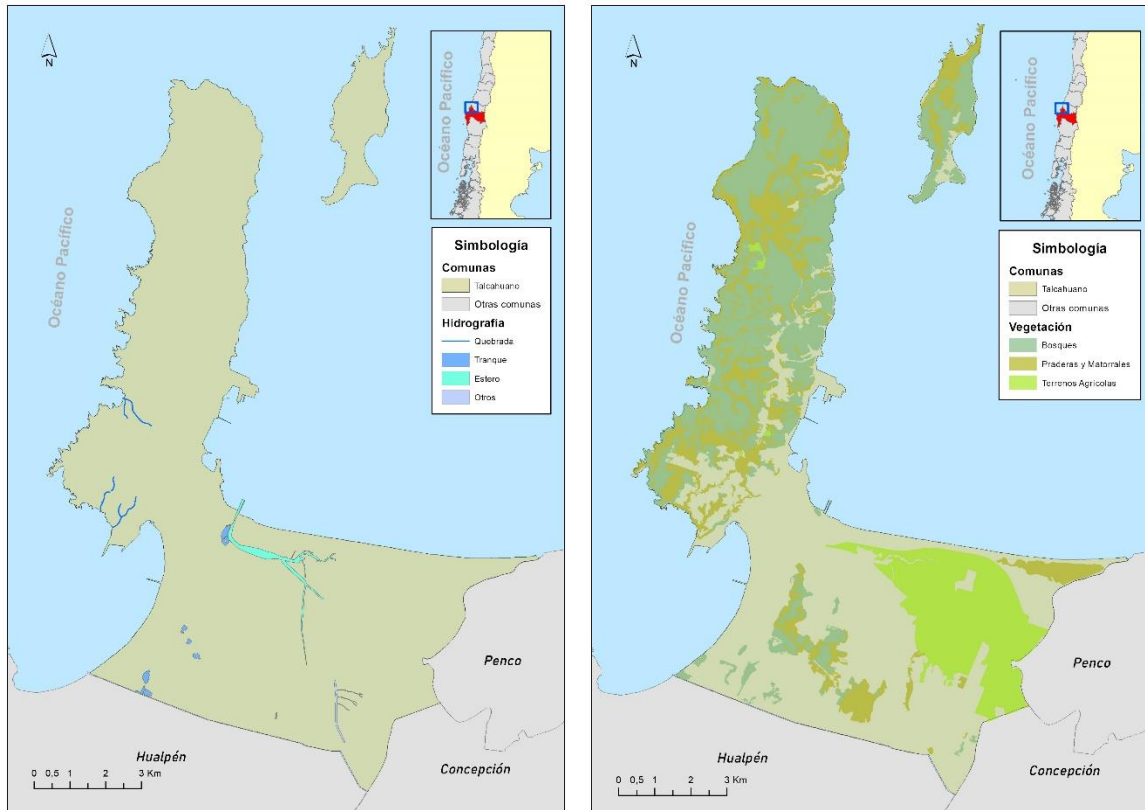 N
Océano Pacífico
Océano Pacífico
Simbología
Comunas
Talcahuano
Otras comunas
Hidrografía
Quebrada
Tranque
Estero
Otros
Penco
Hualpén
Concepción
0 0,5 1 2 3 Km
N
Océano Pacífico
Océano Pacífico
Simbología
Comunas
Talcahuano
Otras comunas
Vegetación
Bosques
Praderas y Matorrales
Terrenos Agrícolas
Penco
Hualpén
Concepción
0 0,5 1 2 3 Km